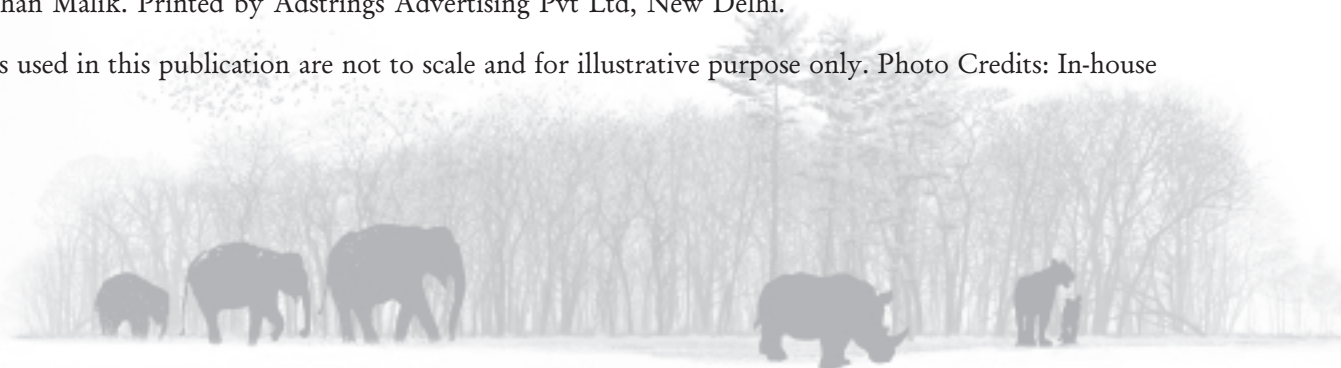 han Malik. Printed by Adstrings Advertising Pvt Ltd, New Delhi.
s used in this publication are not to scale and for illustrative purpose only. Photo Credits: In-house